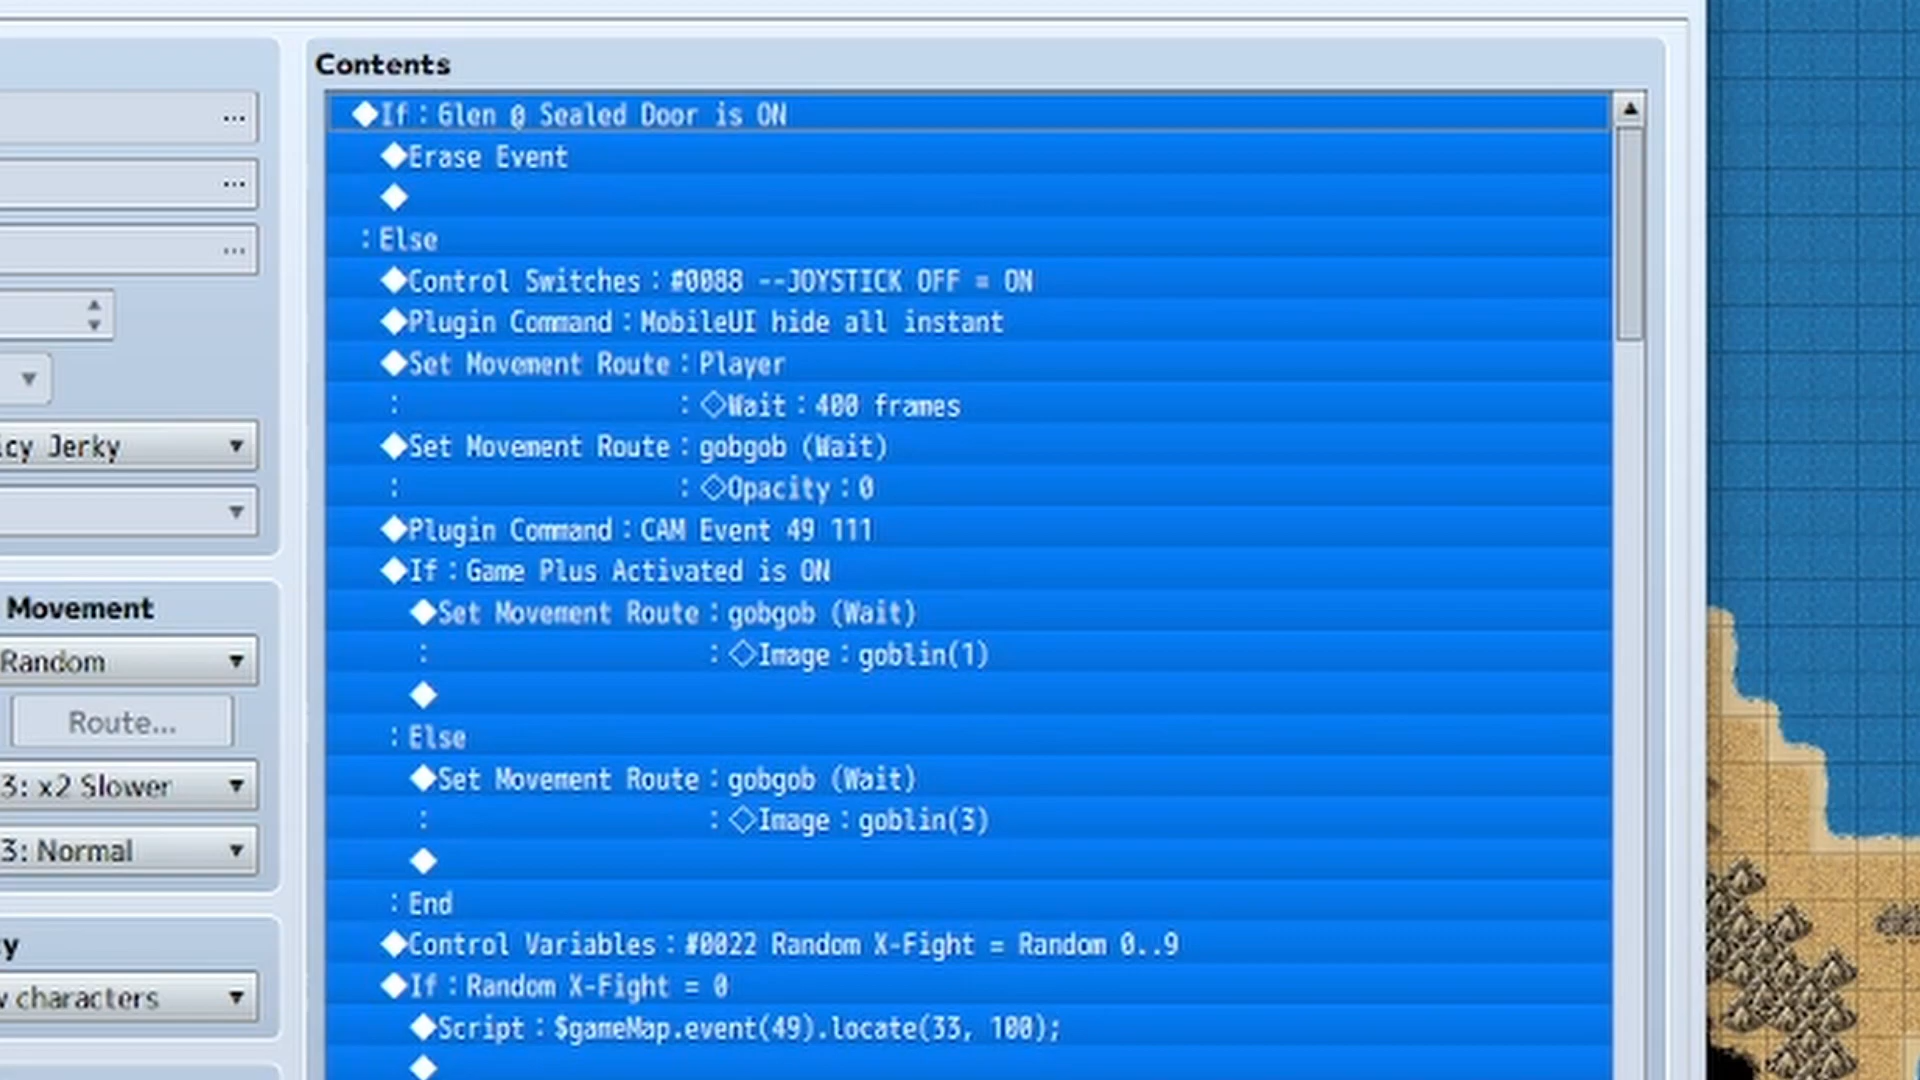 Contents
◆If：Glen @ Sealed Door is ON
◆Erase Event
◆
：Else
◆Control Switches：#0088 --JOYSTICK OFF = ON
◆Plugin Command：MobileUI hide all instant
◆Set Movement Route：Player
：　：◇Wait：400 frames
◆Set Movement Route：gobgob (Wait)
：　：◇Opacity：0
◆Plugin Command：CAM Event 49 111
◆If：Game Plus Activated is ON
◆Set Movement Route：gobgob (Wait)
：　：◇Image：goblin(1)
◆
：Else
◆Set Movement Route：gobgob (Wait)
：　：◇Image：goblin(3)
◆
：End
◆Control Variables：#0022 Random X-Fight = Random 0..9
◆If：Random X-Fight = 0
◆Script：$gameMap.event(49).locate(33, 100);
◆
...
...
...
icy Jerky
Movement
Random
Route...
3: x2 Slower
3: Normal
y
characters